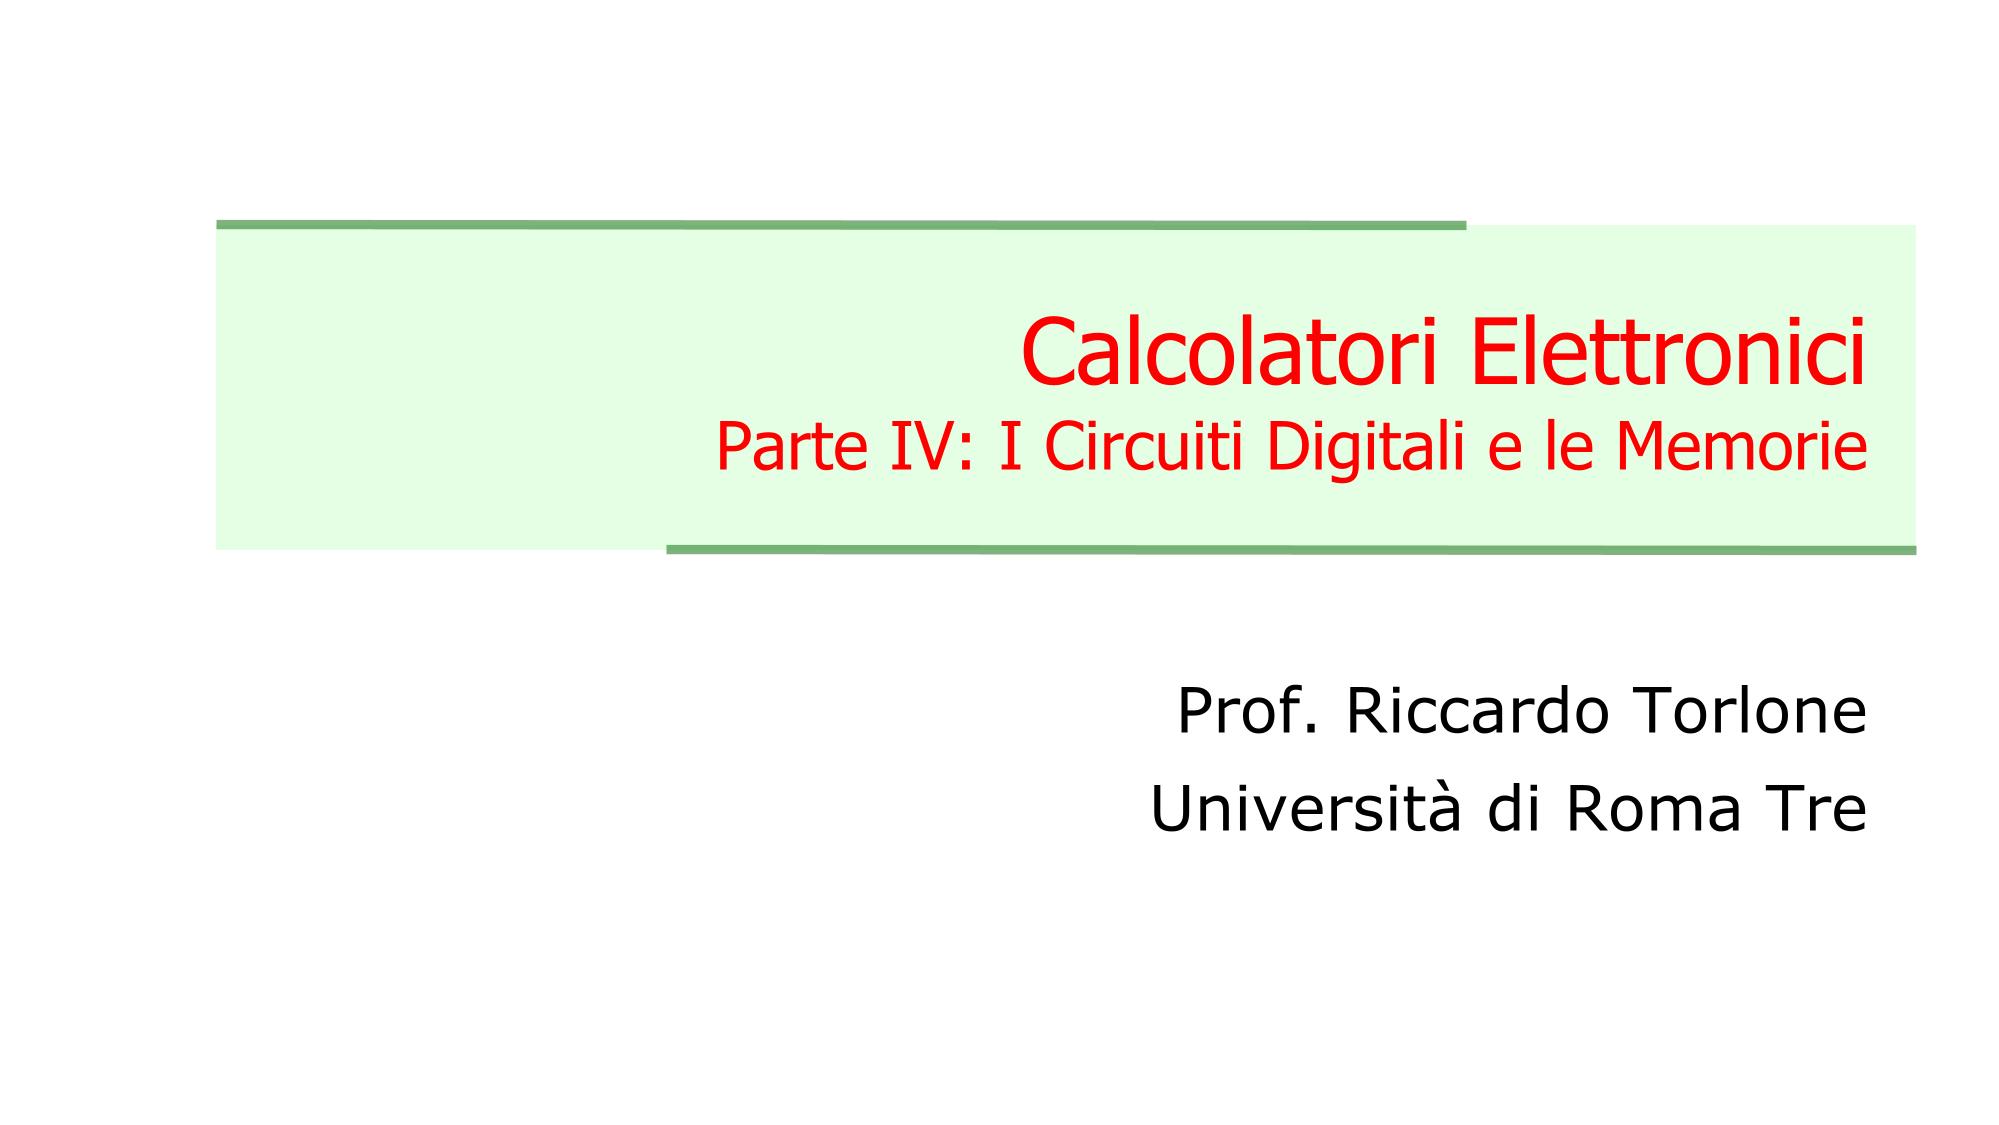 Calcolatori Elettronici
Parte IV: I Circuiti Digitali e le Memorie
Prof. Riccardo Torlone
Università di Roma Tre